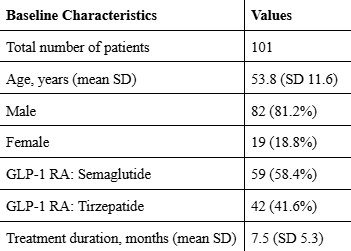 Baseline Characteristics Values
Total number of patients 101
Age, years (mean SD) 53.8 (SD 11.6)
Male 82 (81.2%)
Female 19 (18.8%)
GLP-1 RA: Semaglutide 59 (58.4%)
GLP-1 RA: Tirzepatide 42 (41.6%)
Treatment duration, months (mean SD) 7.5 (SD 5.3)